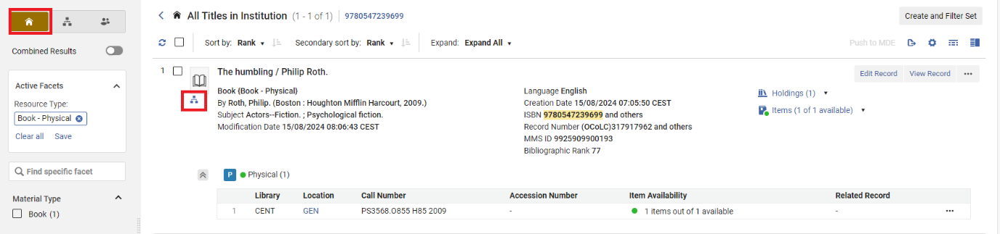 All Titles in Institution (1 - 1 of 1) 9780547239699
Create and Filter Set
Combined Results
Sort by: Rank Secondary sort by: Rank Expand: Expand All
Push to MDE
Active Facets
Resource Type:
Book - Physical
Clear all Save
Find specific facet
Material Type
Book (1)
1 The humbling / Philip Roth.
Edit Record View Record
Book {Book - Physical}
By Roth, Philip. (Boston : Houghton Mifflin Harcourt, 2009.)
Subject Actors--Fiction. ; Psychological fiction.
Modification Date 15/08/2024 08:06:43 CEST
Language English
Creation Date 15/08/2024 07:05:50 CEST
ISBN 9780547239699 and others
Record Number (OCoLC)317917962 and others
MMS ID 9925909900193
Bibliographic Rank 77
Holdings (1)
Items (1 of 1 available)
P Physical (1)
Library Location Call Number Accession Number Item Availability Related Record
1 CENT GEN PS3568.O855 H85 2009 - 1 items out of 1 available -